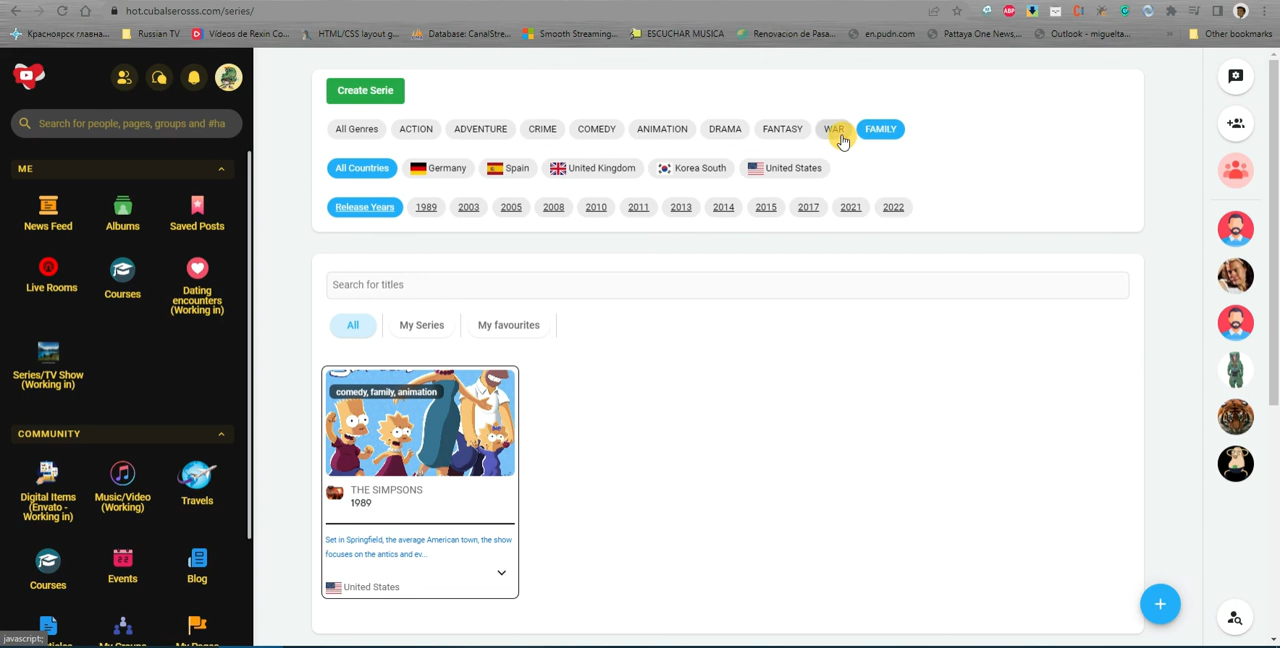 hot.cubalserosss.com/series/
Красноярск главна...
Russian TV
Vídeos de Rexin Co...
HTML/CSS layout g...
Database: CanalStre...
Smooth Streaming...
ESCUCHAR MUSICA
Renovacion de Pasa...
en.pudn.com
Pattaya One News,...
Outlook - miguelta...
»
Other bookmarks
Search for people, pages, groups and #ha
ME
News Feed
Albums
Saved Posts
Live Rooms
Courses
Dating
encounters
(Working in)
Series/TV Show
(Working in)
COMMUNITY
Digital Items
(Envato -
Working in)
Music/Video
(Working)
Travels
Courses
Events
Blog
javascript:;
Create Serie
All Genres
ACTION
ADVENTURE
CRIME
COMEDY
ANIMATION
DRAMA
FANTASY
WAR
FAMILY
All Countries
Germany
Spain
United Kingdom
Korea South
United States
Release Years
1989
2003
2005
2008
2010
2011
2013
2014
2015
2017
2021
2022
Search for titles
All
My Series
My favourites
comedy, family, animation
THE SIMPSONS
1989
Set in Springfield, the average American town, the show
focuses on the antics and ev...
United States
ABP